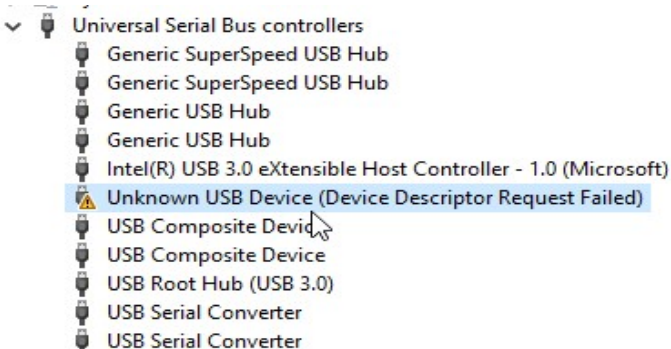 Universal Serial Bus controllers
Generic SuperSpeed USB Hub
Generic SuperSpeed USB Hub
Generic USB Hub
Generic USB Hub
Intel(R) USB 3.0 eXtensible Host Controller - 1.0 (Microsoft)
Unknown USB Device (Device Descriptor Request Failed)
USB Composite Device
USB Composite Device
USB Root Hub (USB 3.0)
USB Serial Converter
USB Serial Converter